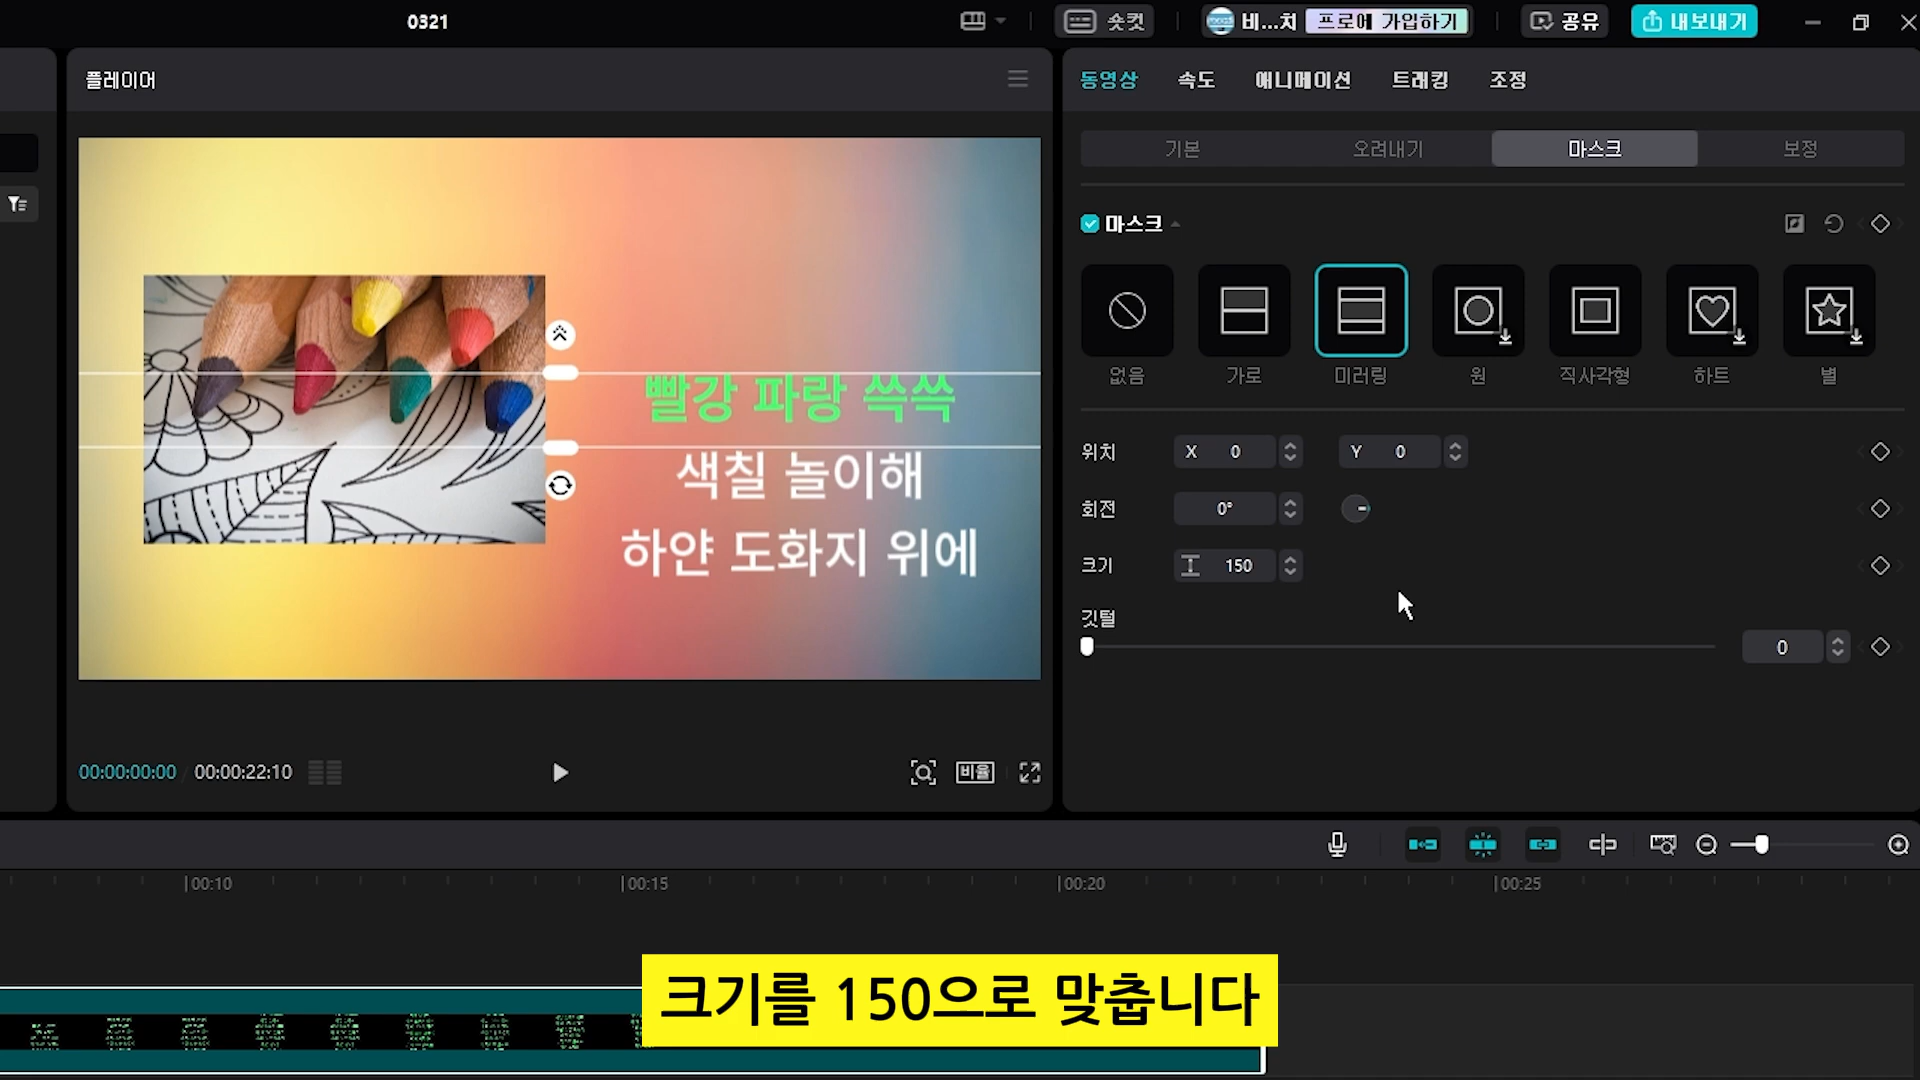 0321
숏컷
비...치
프로에 가입하기
공유
내보내기
플레이어
동영상
속도
애니메이션
트래킹
조정
기본
오려내기
마스크
보정
마스크
없음
가로
미러링
원
직사각형
하트
별
빨강 파랑 쓱쓱
색칠 놀이해
하얀 도화지 위에
위치
X 0
Y 0
회전
0°
크기
150
깃털
0
00:00:00:00
00:00:22:10
비율
00:10
00:15
00:20
00:25
크기를 150으로 맞춥니다